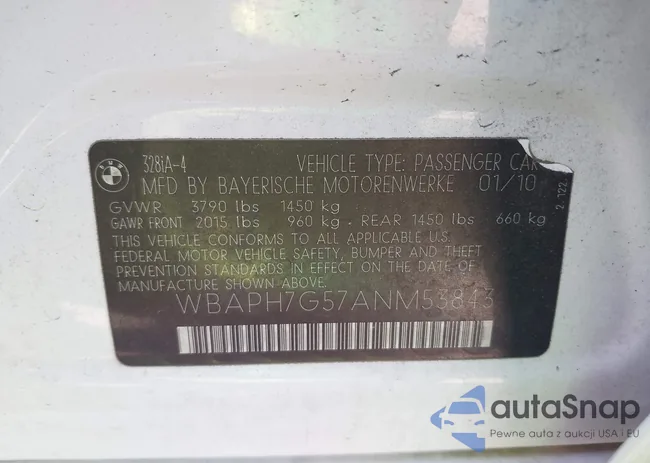 BMW
328iA-4 VEHICLE TYPE: PASSENGER CAR
MFD BY BAYERISCHE MOTORENWERKE 01/10
GVWR 3790 lbs 1450 kg
GAWR FRONT 2015 lbs 960 kg. REAR 1450 lbs 660 kg
THIS VEHICLE CONFORMS TO ALL APPLICABLE U.S.
FEDERAL MOTOR VEHICLE SAFETY, BUMPER AND THEFT
PREVENTION STANDARDS IN EFFECT ON THE DATE OF
MANUFACTURE SHOWN ABOVE.
WBAPH7G57ANM53843
2.122
autaSnap
Pewne auta z aukcji USA i EU